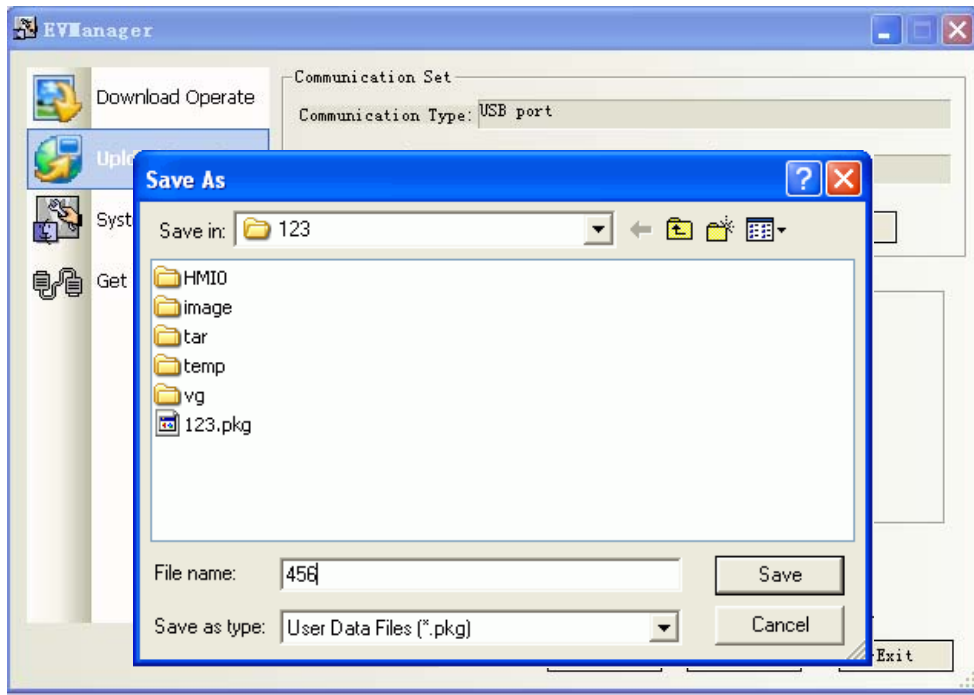 EVManager
Download Operate
Communication Set
Communication Type: USB port
Upl
Save As
Syst
Save in: 123
Get
HMI0
image
tar
temp
vg
123.pkg
File name: 456
Save
Save as type: User Data Files (*.pkg)
Cancel
Exit